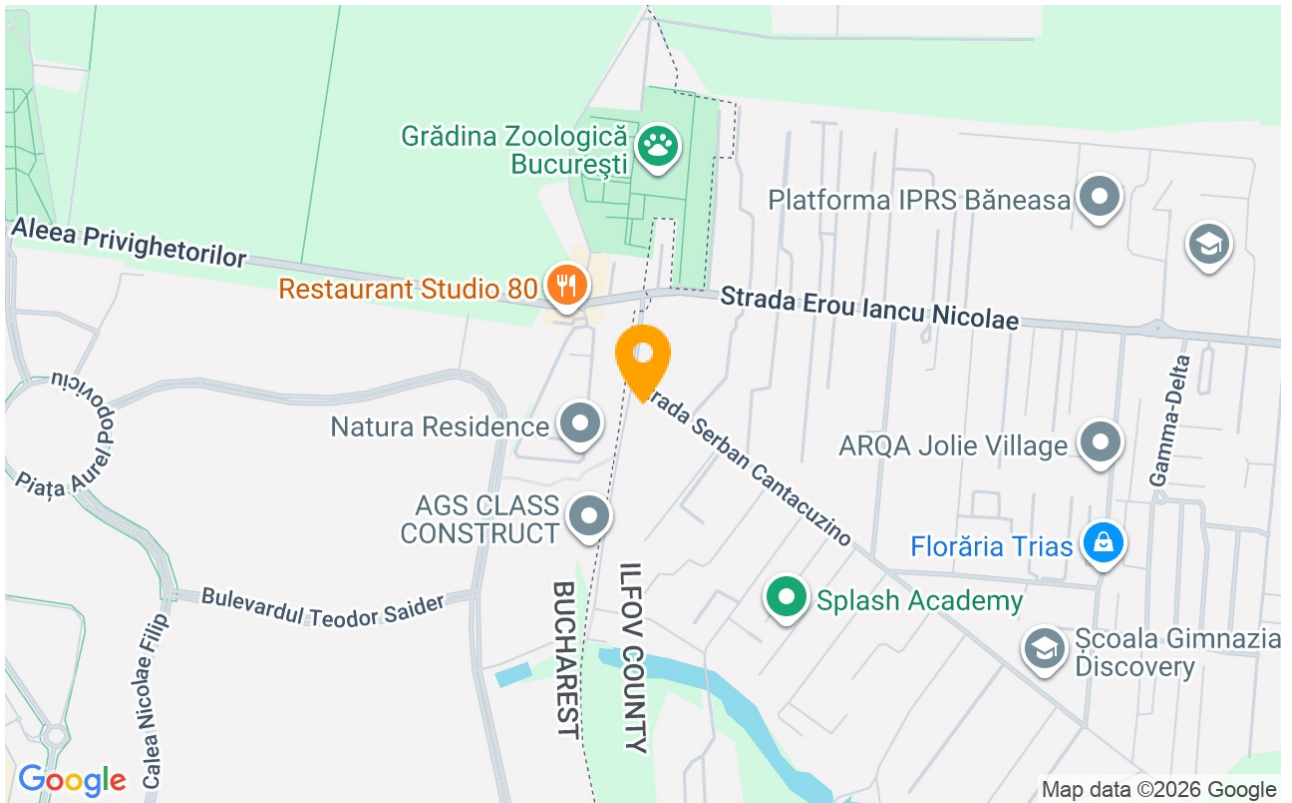 Grădina Zoologică
București
Platforma IPRS Băneasa
Aleea Privighetorilor
Restaurant Studio 80
Strada Erou Iancu Nicolae
Piața Aurel Popoviciu
Natura Residence
Strada Serban Cantacuzino
ARQA Jolie Village
Gamma-Delta
AGS CLASS
CONSTRUCT
Florăria Trias
Bulevardul Teodor Saider
BUCHAREST
ILFOV COUNTY
Splash Academy
Școala Gimnazia
Discovery
Calea Nicolae Filip
Google
Map data ©2026 Google